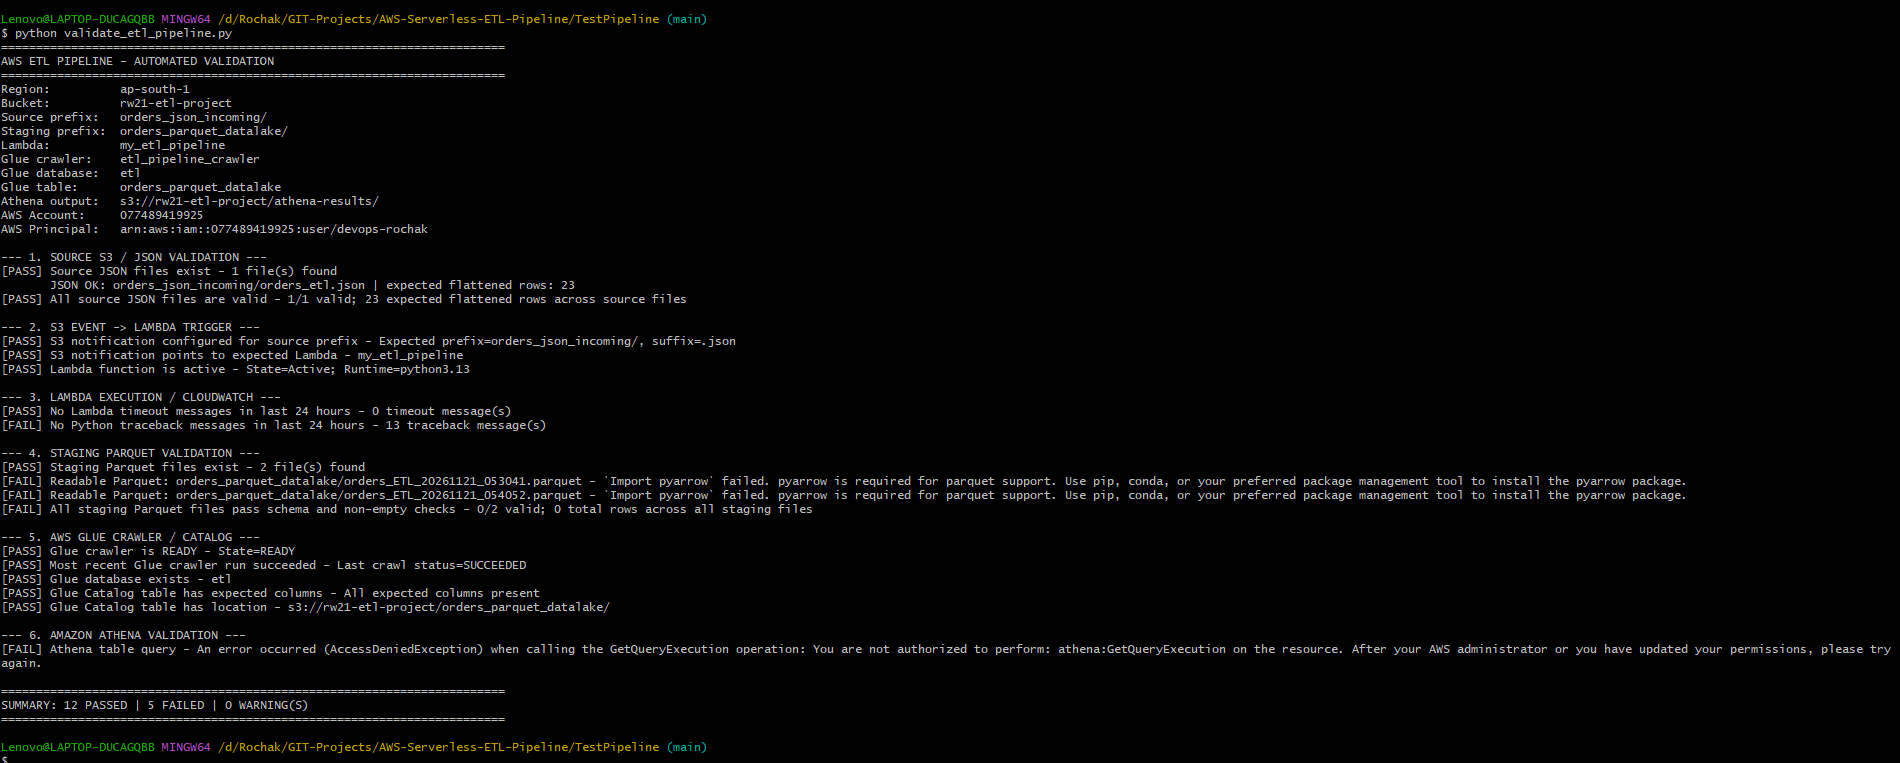 Lenovo@LAPTOP-DUCAGQBB MINGW64 /d/Rochak/GIT-Projects/AWS-Serverless-ETL-Pipeline/TestPipeline (main)
$ python validate_etl_pipeline.py
========================================================================
AWS ETL PIPELINE - AUTOMATED VALIDATION
========================================================================
Region:          ap-south-1
Bucket:          rw21-etl-project
Source prefix:   orders_json_incoming/
Staging prefix:  orders_parquet_datalake/
Lambda:          my_etl_pipeline
Glue crawler:    etl_pipeline_crawler
Glue database:   etl
Glue table:      orders_parquet_datalake
Athena output:   s3://rw21-etl-project/athena-results/
AWS Account:     077489419925
AWS Principal:   arn:aws:iam::077489419925:user/devops-rochak

--- 1. SOURCE S3 / JSON VALIDATION ---
[PASS] Source JSON files exist - 1 file(s) found
       JSON OK: orders_json_incoming/orders_etl.json | expected flattened rows: 23
[PASS] All source JSON files are valid - 1/1 valid; 23 expected flattened rows across source files

--- 2. S3 EVENT -> LAMBDA TRIGGER ---
[PASS] S3 notification configured for source prefix - Expected prefix=orders_json_incoming/, suffix=.json
[PASS] S3 notification points to expected Lambda - my_etl_pipeline
[PASS] Lambda function is active - State=Active; Runtime=python3.13

--- 3. LAMBDA EXECUTION / CLOUDWATCH ---
[PASS] No Lambda timeout messages in last 24 hours - 0 timeout message(s)
[FAIL] No Python traceback messages in last 24 hours - 13 traceback message(s)

--- 4. STAGING PARQUET VALIDATION ---
[PASS] Staging Parquet files exist - 2 file(s) found
[FAIL] Readable Parquet: orders_parquet_datalake/orders_ETL_20261121_053041.parquet - `Import pyarrow` failed. pyarrow is required for parquet support. Use pip, conda, or your preferred package management tool to install the pyarrow package.
[FAIL] Readable Parquet: orders_parquet_datalake/orders_ETL_20261121_054052.parquet - `Import pyarrow` failed. pyarrow is required for parquet support. Use pip, conda, or your preferred package management tool to install the pyarrow package.
[FAIL] All staging Parquet files pass schema and non-empty checks - 0/2 valid; 0 total rows across all staging files

--- 5. AWS GLUE CRAWLER / CATALOG ---
[PASS] Glue crawler is READY - State=READY
[PASS] Most recent Glue crawler run succeeded - Last crawl status=SUCCEEDED
[PASS] Glue database exists - etl
[PASS] Glue Catalog table has expected columns - All expected columns present
[PASS] Glue Catalog table has location - s3://rw21-etl-project/orders_parquet_datalake/

--- 6. AMAZON ATHENA VALIDATION ---
[FAIL] Athena table query - An error occurred (AccessDeniedException) when calling the GetQueryExecution operation: You are not authorized to perform: athena:GetQueryExecution on the resource. After your AWS administrator or you have updated your permissions, please try
again.

========================================================================
SUMMARY: 12 PASSED | 5 FAILED | 0 WARNING(S)
========================================================================

Lenovo@LAPTOP-DUCAGQBB MINGW64 /d/Rochak/GIT-Projects/AWS-Serverless-ETL-Pipeline/TestPipeline (main)
$